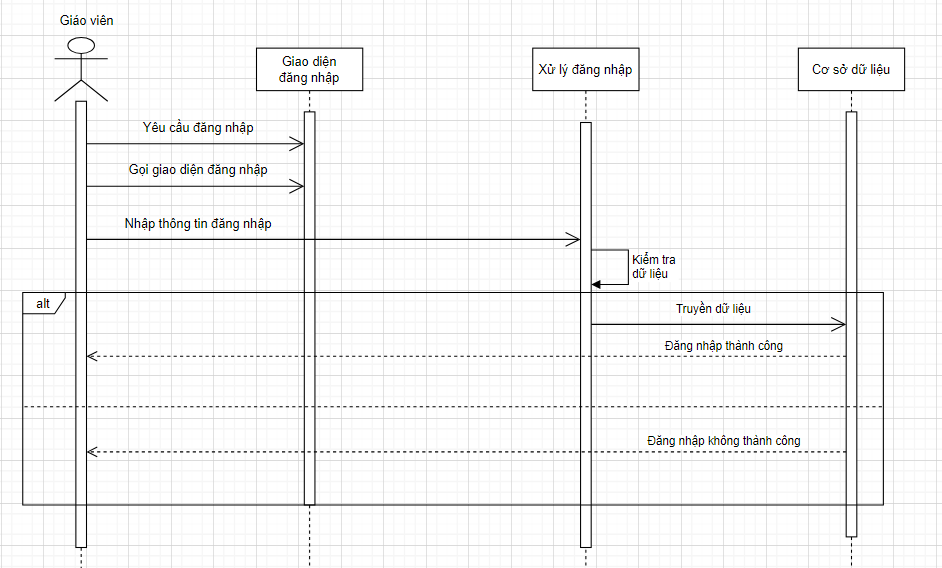 Giáo viên
Giao diện
đăng nhập
Xử lý đăng nhập
Cơ sở dữ liệu
Yêu cầu đăng nhập
Gọi giao diện đăng nhập
Nhập thông tin đăng nhập
Kiểm tra
dữ liệu
alt
Truyền dữ liệu
Đăng nhập thành công
Đăng nhập không thành công